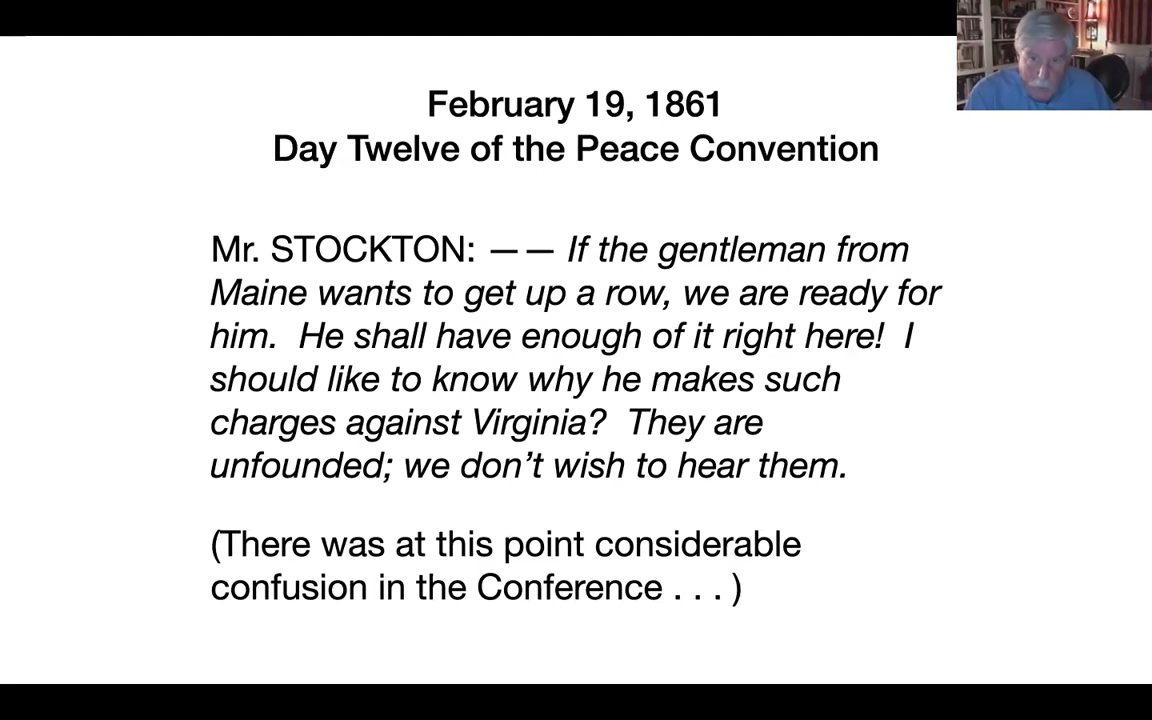 February 19, 1861
Day Twelve of the Peace Convention
Mr. STOCKTON: — — If the gentleman from
Maine wants to get up a row, we are ready for
him.  He shall have enough of it right here!  I
should like to know why he makes such
charges against Virginia?  They are
unfounded; we don’t wish to hear them.
(There was at this point considerable
confusion in the Conference . . . )